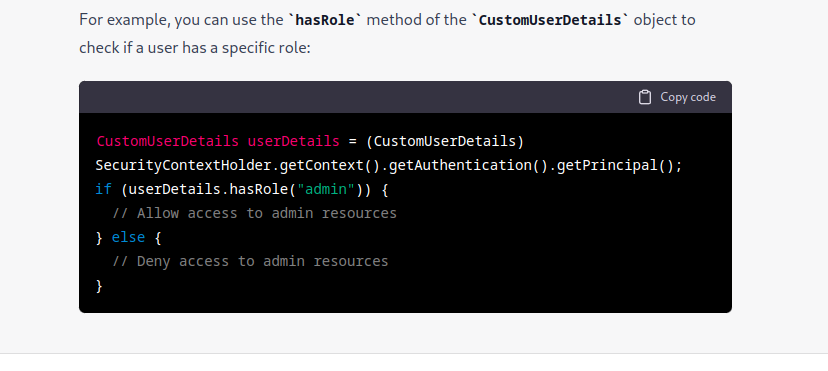 For example, you can use the `hasRole` method of the `CustomUserDetails` object to
check if a user has a specific role:
Copy code
CustomUserDetails userDetails = (CustomUserDetails)
SecurityContextHolder.getContext().getAuthentication().getPrincipal();
if (userDetails.hasRole("admin")) {
  // Allow access to admin resources
} else {
  // Deny access to admin resources
}